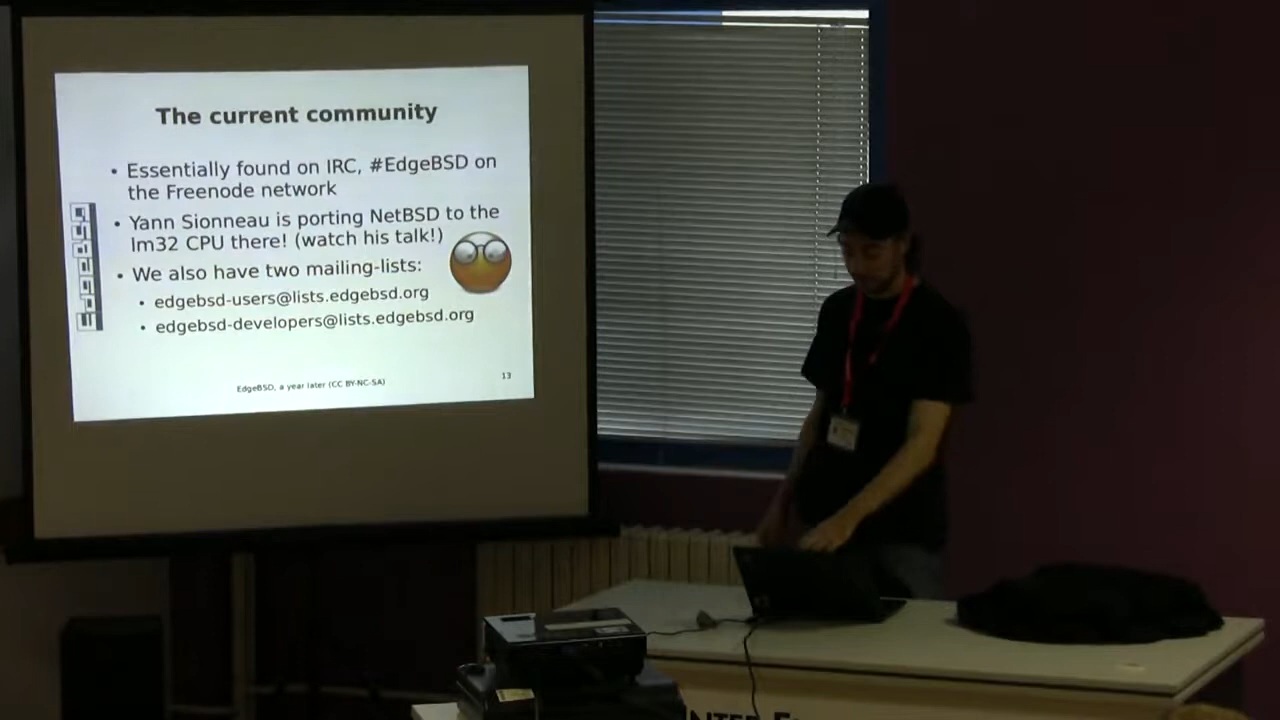 The current community
• Essentially found on IRC, #EdgeBSD on
the Freenode network
• Yann Sionneau is porting NetBSD to the
lm32 CPU there! (watch his talk!)
• We also have two mailing-lists:
• edgebsd-users@lists.edgebsd.org
• edgebsd-developers@lists.edgebsd.org
EdgeBSD, a year later (CC BY-NC-SA)
13